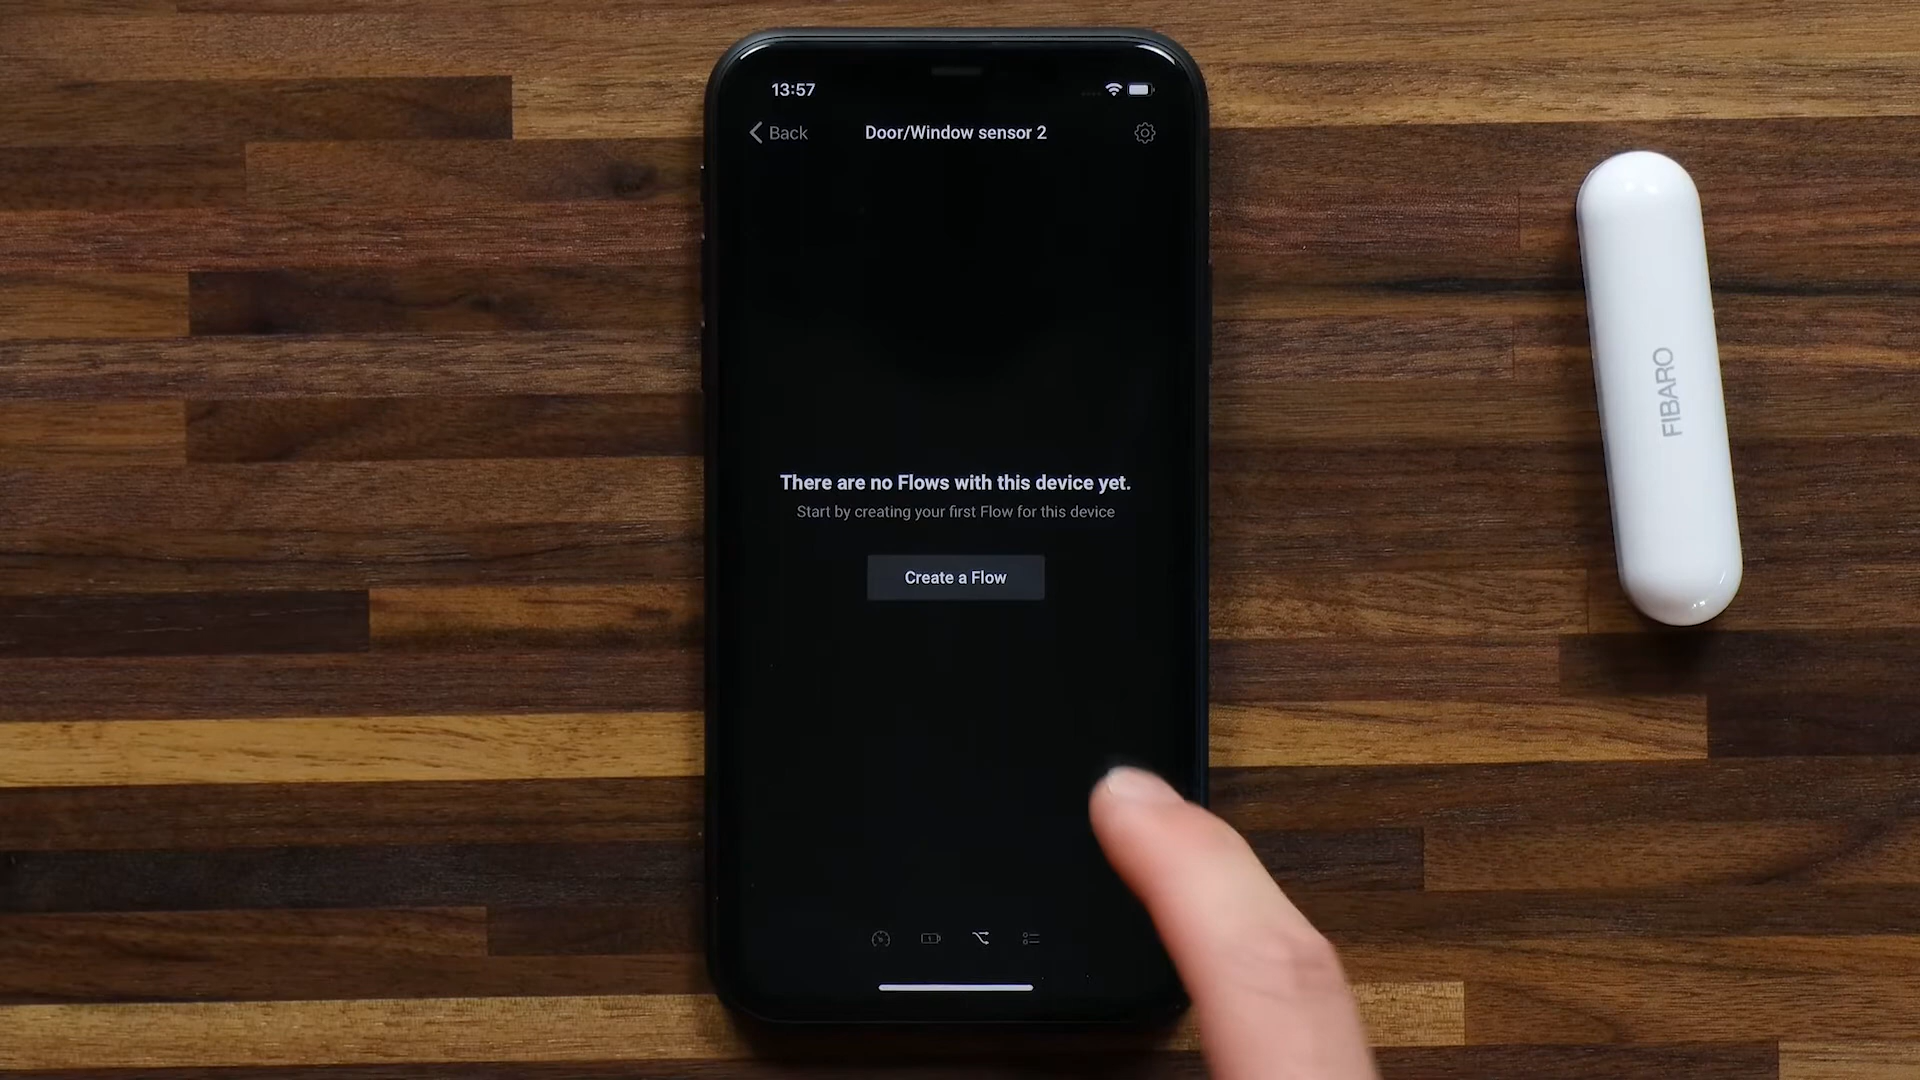 13:57
Back
Door/Window sensor 2
There are no Flows with this device yet.
Start by creating your first Flow for this device
Create a Flow
FIBARO